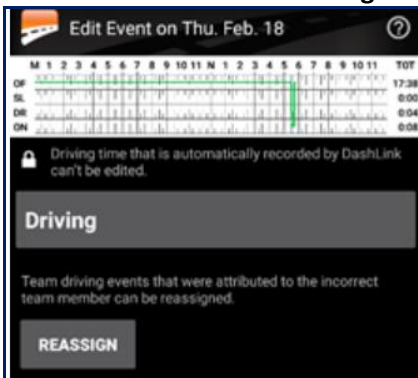 Edit Event on Thu. Feb. 18
M 1 2 3 4 5 6 7 8 9 10 11 N 1 2 3 4 5 6 7 8 9 10 11 TOT
OF 17:38
SL 0:00
DR 0:04
ON 0:08
Driving time that is automatically recorded by DashLink
can't be edited.
Driving
Team driving events that were attributed to the incorrect
team member can be reassigned.
REASSIGN